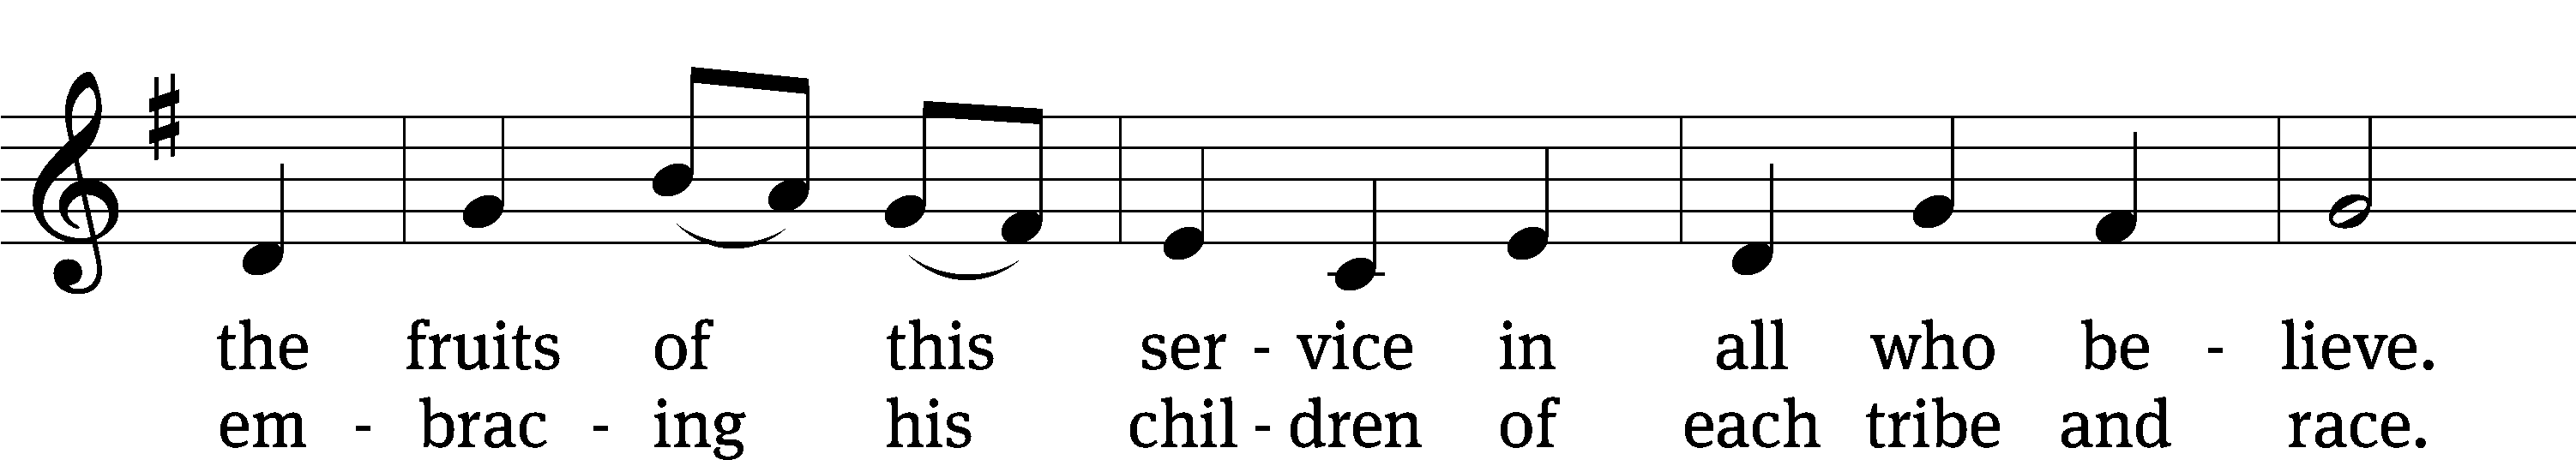 the fruits of this ser - vice in all who be - lieve.
em - brac - ing his chil - dren of each tribe and race.